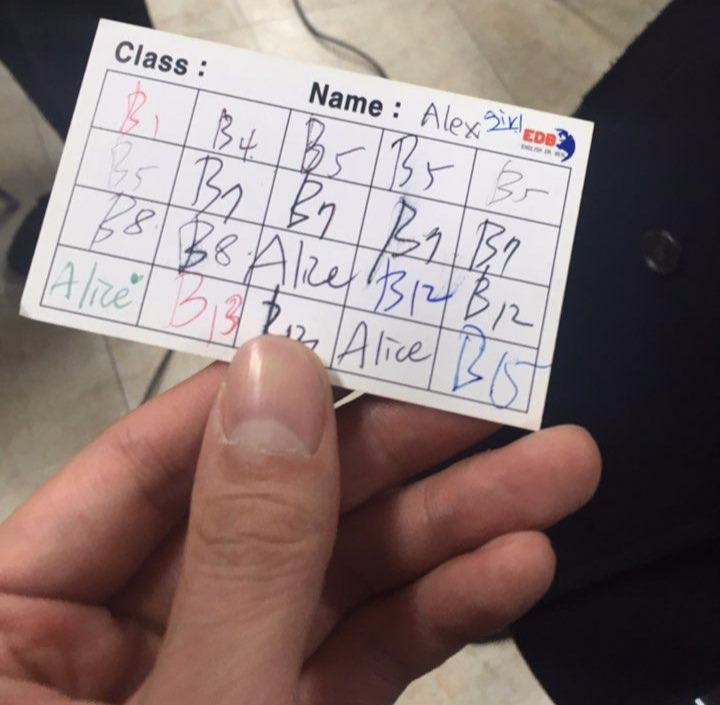 Class :
Name : Alex girl
EDB
B1 B4 B5 B5 B5
B5 B7 B7 B7 B7
B8 B8 Alice B12 B12
Alice B13 Alice B15